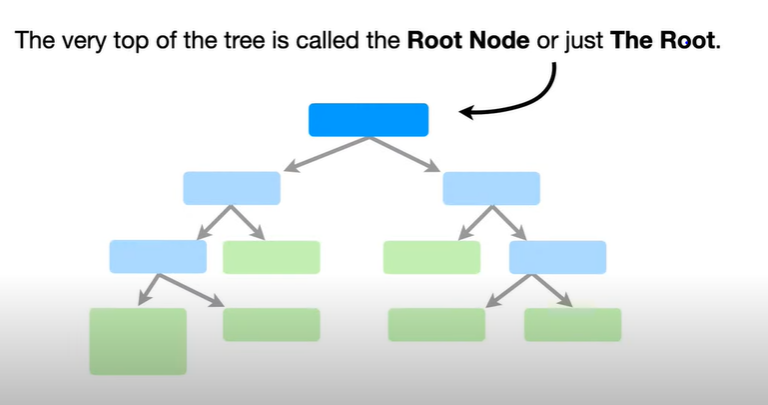 The very top of the tree is called the Root Node or just The Root.